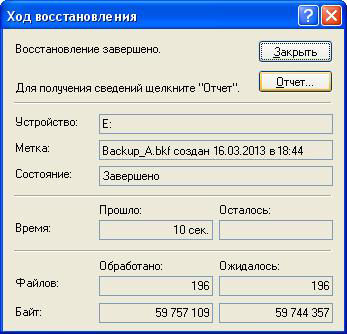 Ход восстановления
Восстановление завершено.
Закрыть
Для получения сведений щелкните "Отчет".
Отчет...
Устройство: E:
Метка: Backup_A.bkf создан 16.03.2013 в 18:44
Состояние: Завершено
Прошло: Осталось:
Время: 10 сек.
Обработано: Ожидалось:
Файлов: 196 196
Байт: 59 757 109 59 744 357